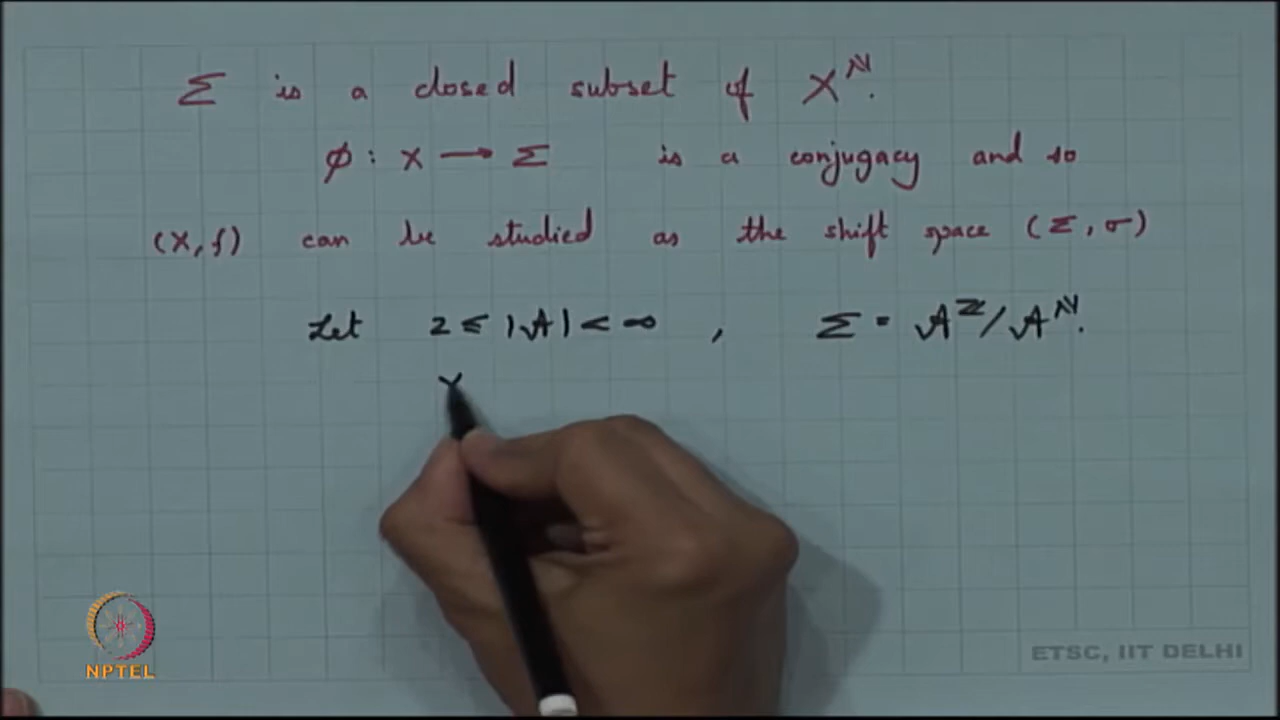 Σ is a closed subset of X^ℕ.
φ : X → Σ is a conjugacy and so
(X, f) can be studied as the shift space (Σ, σ)
Let 2 ≤ |𝒜| < ∞ , Σ = 𝒜^ℤ / 𝒜^ℕ.
NPTEL
ETSC, IIT DELHI